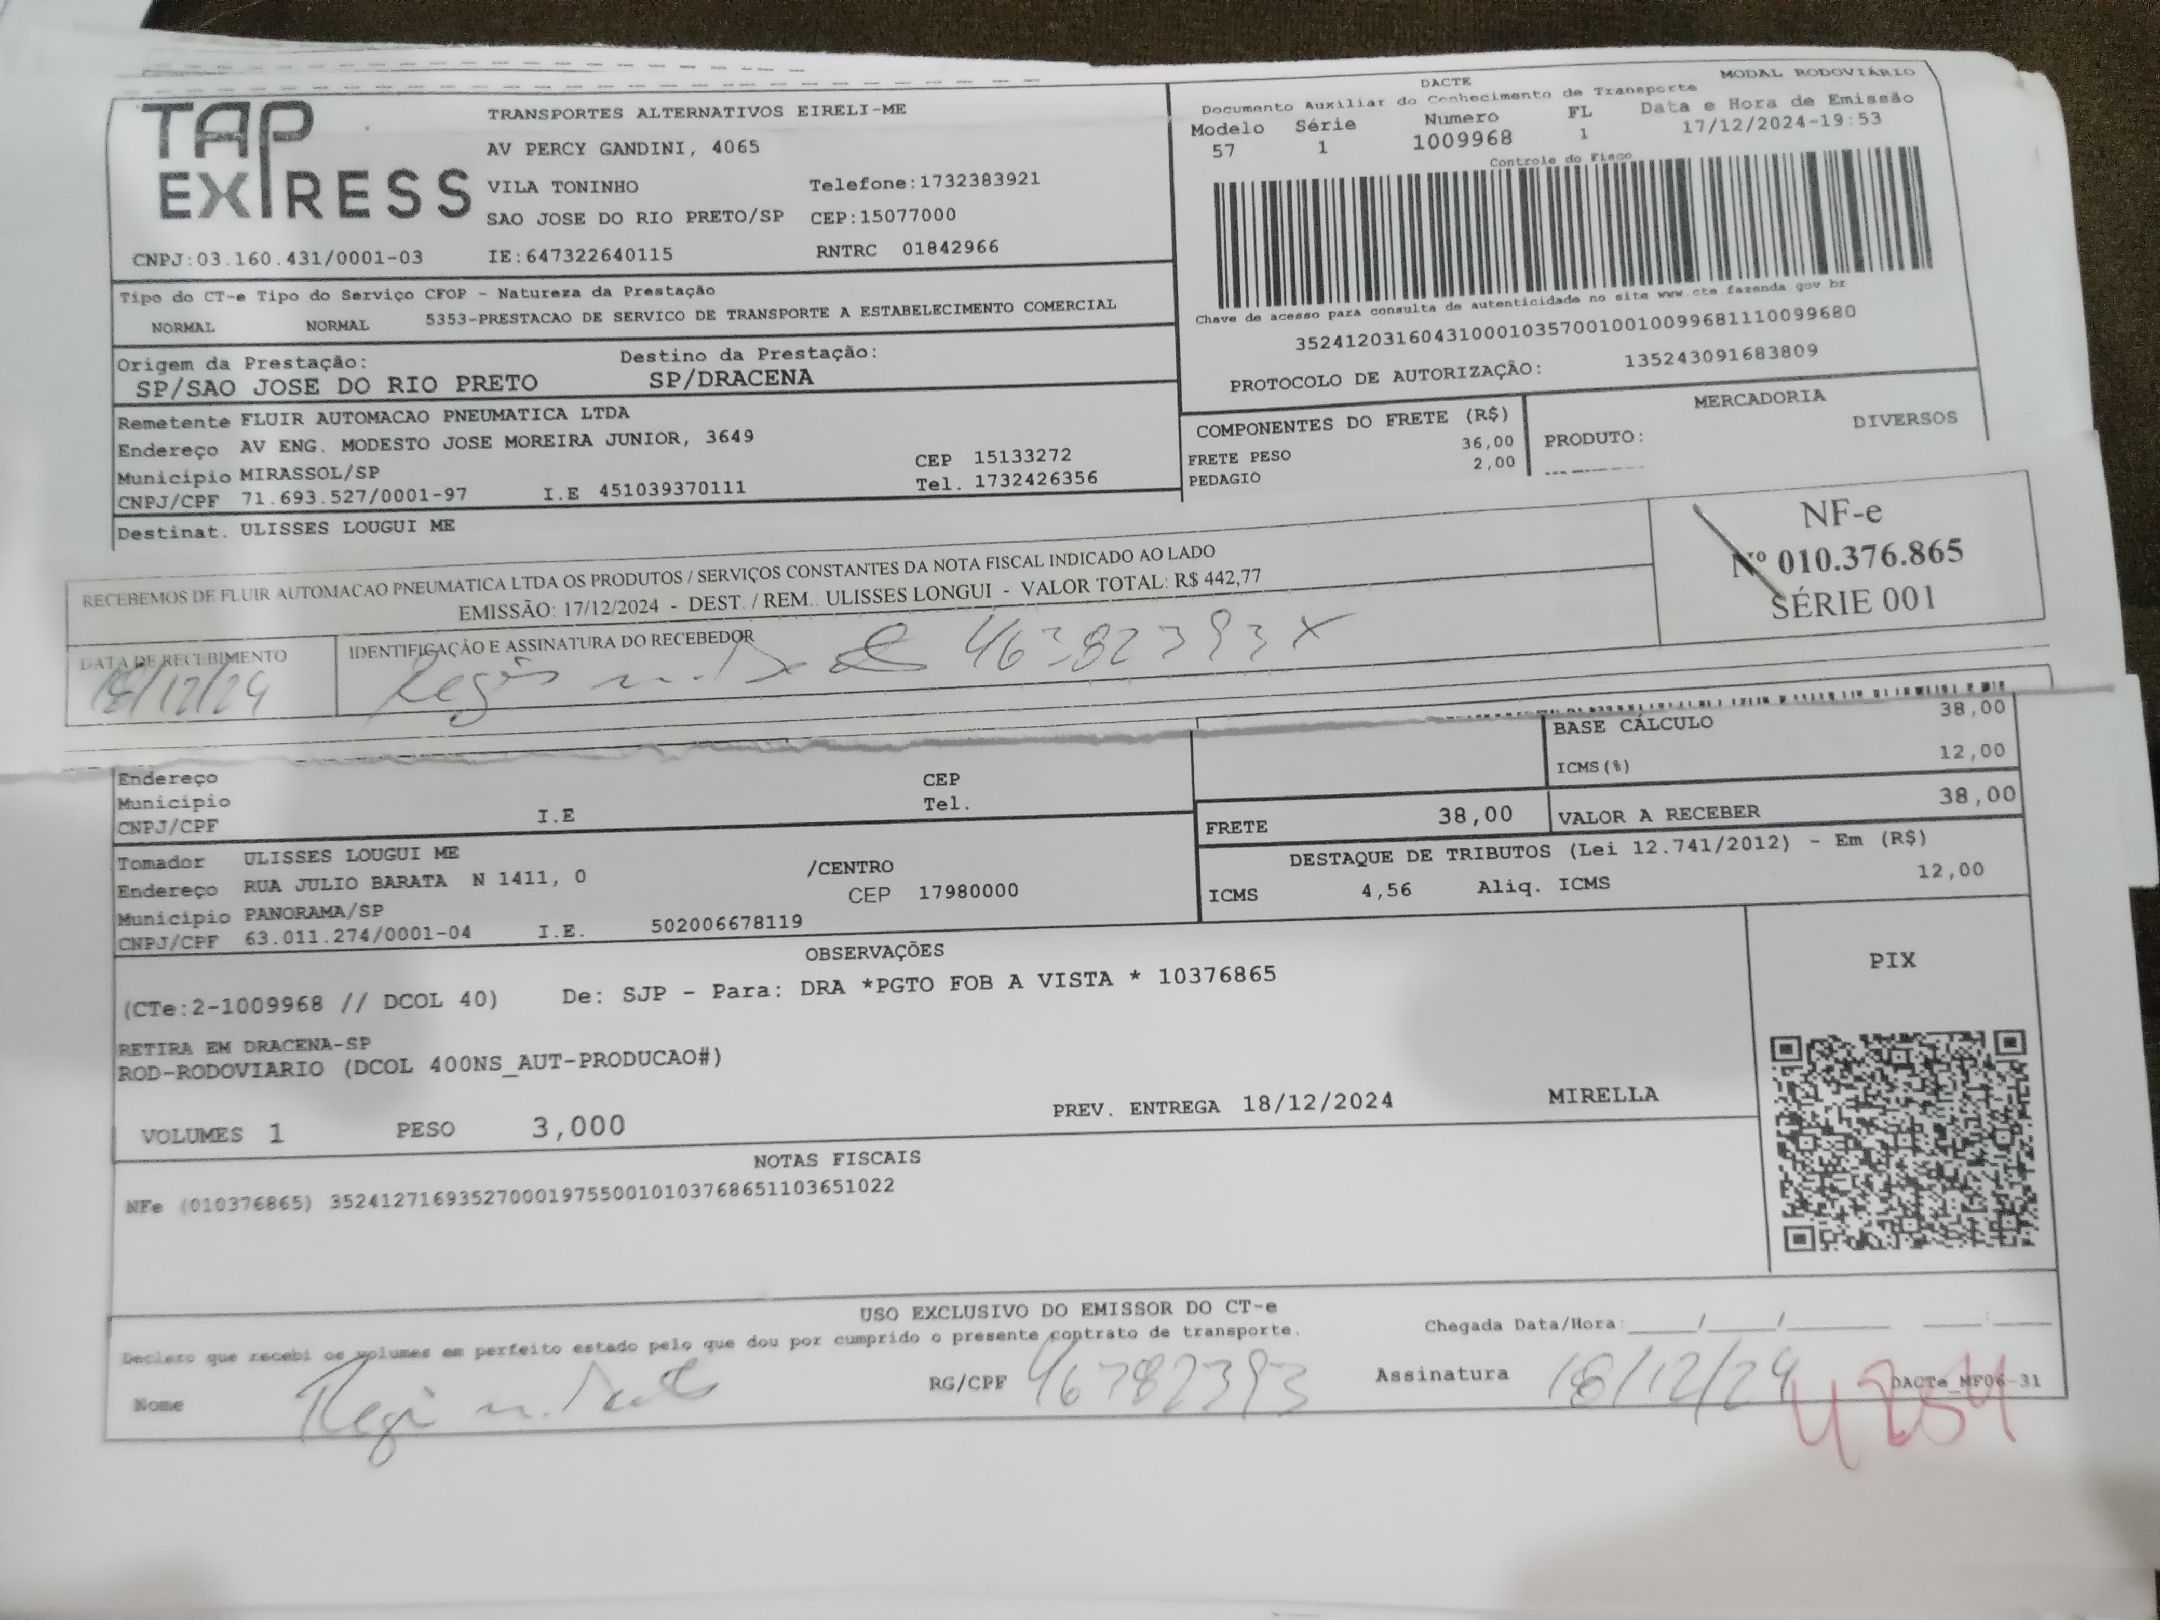 TAP EXPRESS
TRANSPORTES ALTERNATIVOS EIRELI-ME
AV PERCY GANDINI, 4065
VILA TONINHO Telefone:1732383921
SAO JOSE DO RIO PRETO/SP CEP:15077000
CNPJ:03.160.431/0001-03 IE:647322640115 RNTRC 01842966
DACTE MODAL RODOVIÁRIO
Documento Auxiliar do Conhecimento de Transporte
Modelo Série Numero FL Data e Hora de Emissão
57 1 1009968 1 17/12/2024-19:53
Controle do Fisco
Chave de acesso para consulta de autenticidade no site www.cte.fazenda gov br
35241203160431000103570010010099681110099680
PROTOCOLO DE AUTORIZAÇÃO: 135243091683809
Tipo do CT-e Tipo do Serviço CFOP - Natureza da Prestação
NORMAL NORMAL 5353-PRESTACAO DE SERVICO DE TRANSPORTE A ESTABELECIMENTO COMERCIAL
Origem da Prestação: Destino da Prestação:
SP/SAO JOSE DO RIO PRETO SP/DRACENA
Remetente FLUIR AUTOMACAO PNEUMATICA LTDA
Endereço AV ENG. MODESTO JOSE MOREIRA JUNIOR, 3649
Municipio MIRASSOL/SP CEP 15133272
CNPJ/CPF 71.693.527/0001-97 I.E 451039370111 Tel. 1732426356
Destinat. ULISSES LOUGUI ME
COMPONENTES DO FRETE (R$)
FRETE PESO 36,00
PEDAGIO 2,00
MERCADORIA
PRODUTO: DIVERSOS
RECEBEMOS DE FLUIR AUTOMACAO PNEUMATICA LTDA OS PRODUTOS / SERVIÇOS CONSTANTES DA NOTA FISCAL INDICADO AO LADO
EMISSÃO: 17/12/2024 - DEST. / REM.. ULISSES LONGUI - VALOR TOTAL: R$ 442,77
NF-e
Nº 010.376.865
SÉRIE 001
DATA DE RECEBIMENTO
18/12/24
IDENTIFICAÇÃO E ASSINATURA DO RECEBEDOR
Endereço CEP
Municipio Tel.
CNPJ/CPF I.E
BASE CÁLCULO 38,00
ICMS(%) 12,00
FRETE 38,00 VALOR A RECEBER 38,00
DESTAQUE DE TRIBUTOS (Lei 12.741/2012) - Em (R$)
ICMS 4,56 Aliq. ICMS 12,00
Tomador ULISSES LOUGUI ME
Endereço RUA JULIO BARATA N 1411, 0 /CENTRO
Municipio PANORAMA/SP CEP 17980000
CNPJ/CPF 63.011.274/0001-04 I.E. 502006678119
OBSERVAÇÕES
(CTe:2-1009968 // DCOL 40) De: SJP - Para: DRA *PGTO FOB A VISTA * 10376865
RETIRA EM DRACENA-SP
ROD-RODOVIARIO (DCOL 400NS_AUT-PRODUCAO#)
VOLUMES 1 PESO 3,000 PREV. ENTREGA 18/12/2024 MIRELLA
PIX
NOTAS FISCAIS
NFe (010376865) 35241271693527000197550010103768651103651022
USO EXCLUSIVO DO EMISSOR DO CT-e
Declaro que recebi os volumes em perfeito estado pelo que dou por cumprido o presente contrato de transporte.
Chegada Data/Hora:____/____/______ ____:____
Nome RG/CPF 46782393 Assinatura 18/12/24
DACTe_MF06-31